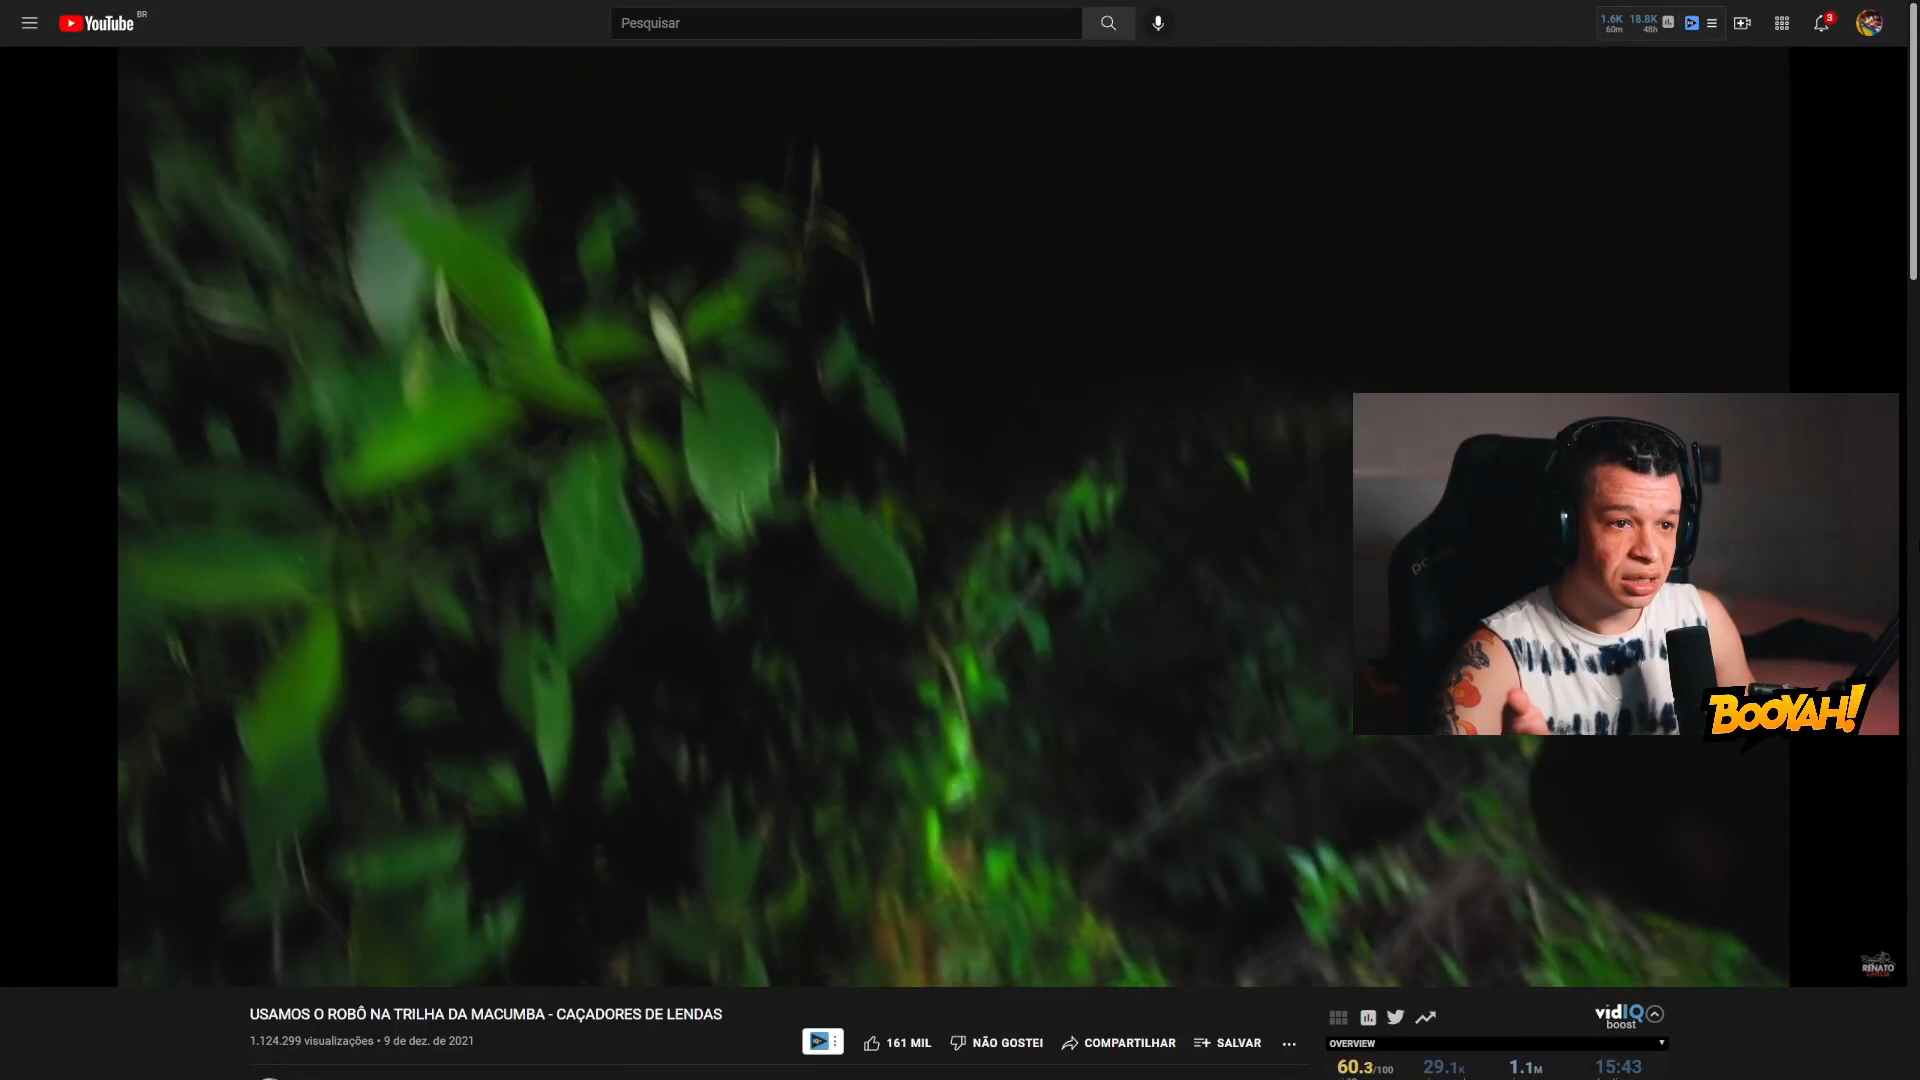 YouTube BR
Pesquisar
1.6K 18.8K
60m 48h
3
pc
BOOYAH!
RENATO
GARCIA
USAMOS O ROBÔ NA TRILHA DA MACUMBA - CAÇADORES DE LENDAS
1.124.299 visualizações • 9 de dez. de 2021
161 MIL NÃO GOSTEI COMPARTILHAR SALVAR
vidIQ
boost
OVERVIEW
60.3/100 29.1K 1.1M 15:43